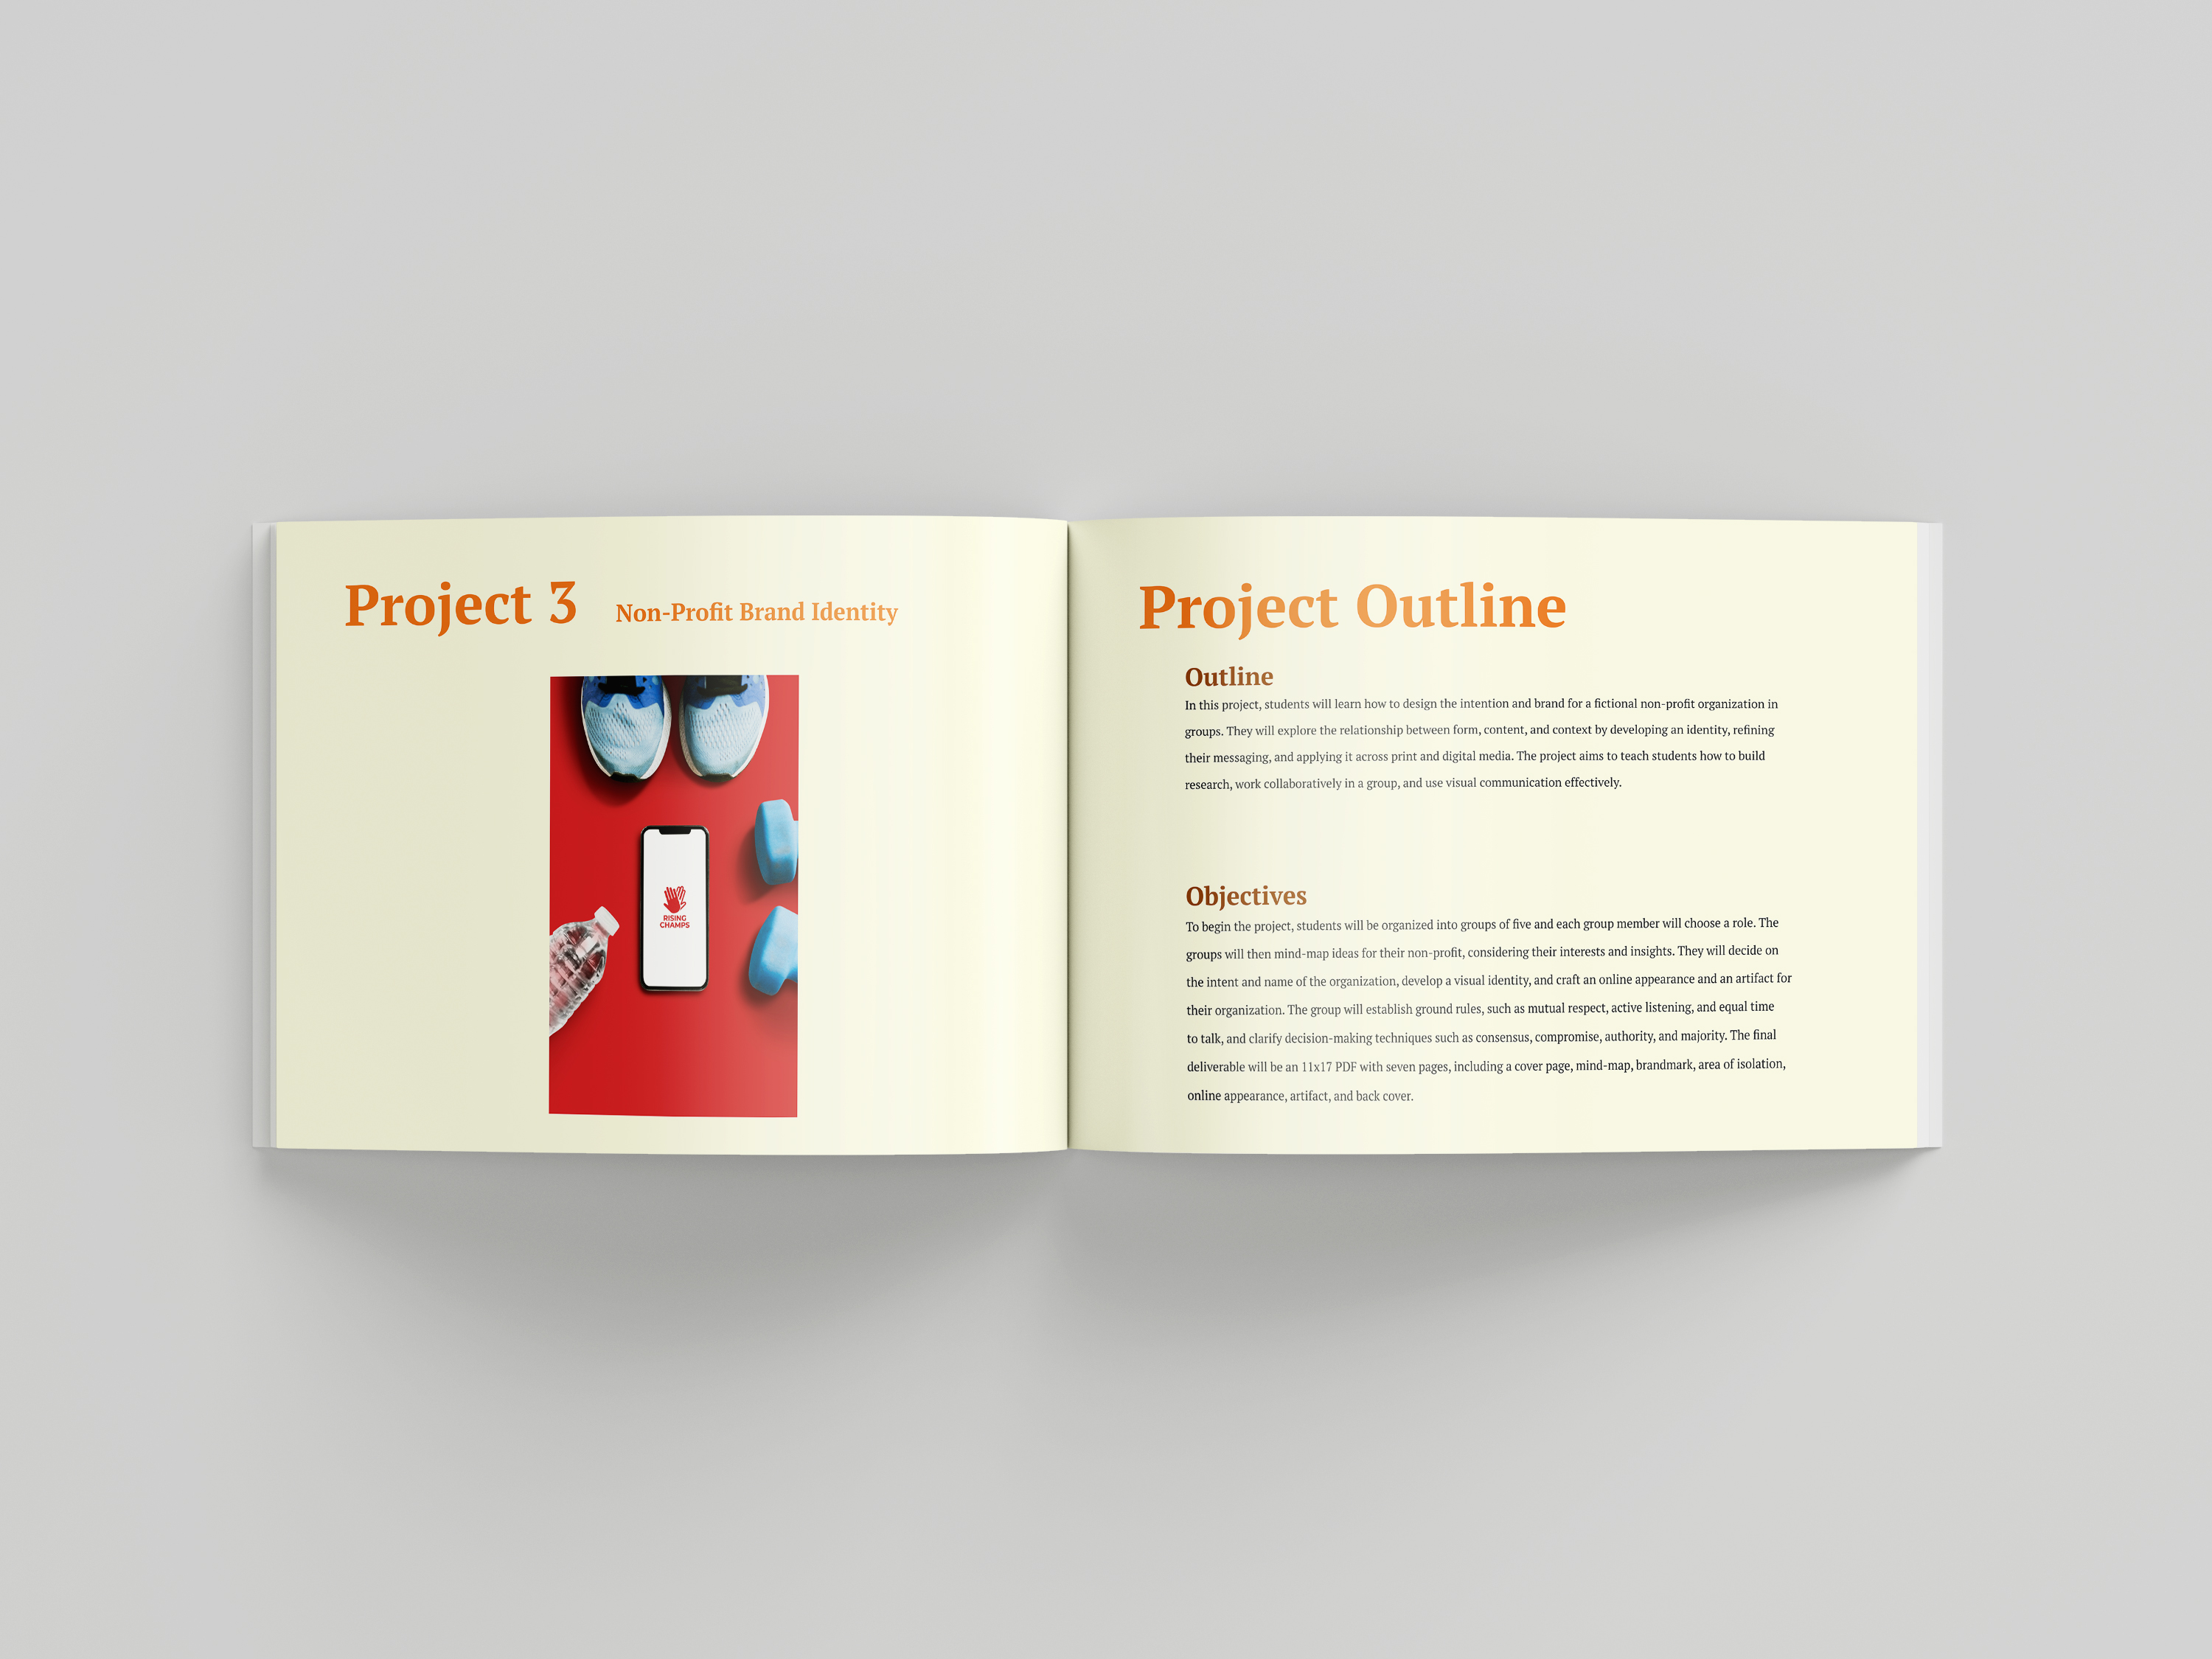 Project 3
Non-Profit Brand Identity
RISING
CHAMPS
Project Outline
Outline
In this project, students will learn how to design the intention and brand for a fictional non-profit organization in
groups. They will explore the relationship between form, content, and context by developing an identity, refining
their messaging, and applying it across print and digital media. The project aims to teach students how to build
research, work collaboratively in a group, and use visual communication effectively.
Objectives
To begin the project, students will be organized into groups of five and each group member will choose a role. The
groups will then mind-map ideas for their non-profit, considering their interests and insights. They will decide on
the intent and name of the organization, develop a visual identity, and craft an online appearance and an artifact for
their organization. The group will establish ground rules, such as mutual respect, active listening, and equal time
to talk, and clarify decision-making techniques such as consensus, compromise, authority, and majority. The final
deliverable will be an 11x17 PDF with seven pages, including a cover page, mind-map, brandmark, area of isolation,
online appearance, artifact, and back cover.